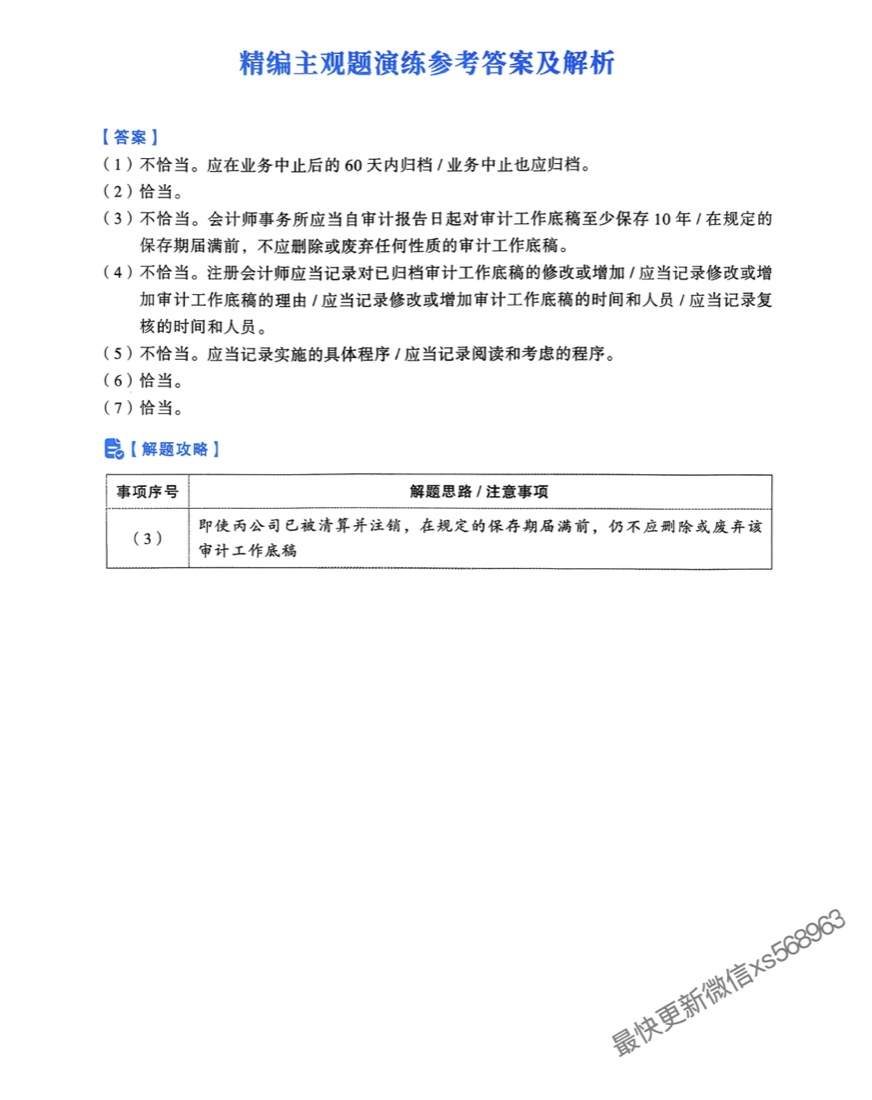 精编主观题演练参考答案及解析
【答案】
（1）不恰当。应在业务中止后的 60 天内归档 / 业务中止也应归档。
（2）恰当。
（3）不恰当。会计师事务所应当自审计报告日起对审计工作底稿至少保存 10 年 / 在规定的
保存期届满前，不应删除或废弃任何性质的审计工作底稿。
（4）不恰当。注册会计师应当记录对已归档审计工作底稿的修改或增加 / 应当记录修改或增
加审计工作底稿的理由 / 应当记录修改或增加审计工作底稿的时间和人员 / 应当记录复
核的时间和人员。
（5）不恰当。应当记录实施的具体程序 / 应当记录阅读和考虑的程序。
（6）恰当。
（7）恰当。
【解题攻略】
事项序号 解题思路 / 注意事项
（3） 即使丙公司已被清算并注销，在规定的保存期届满前，仍不应删除或废弃该
审计工作底稿
最快更新微信xs568963